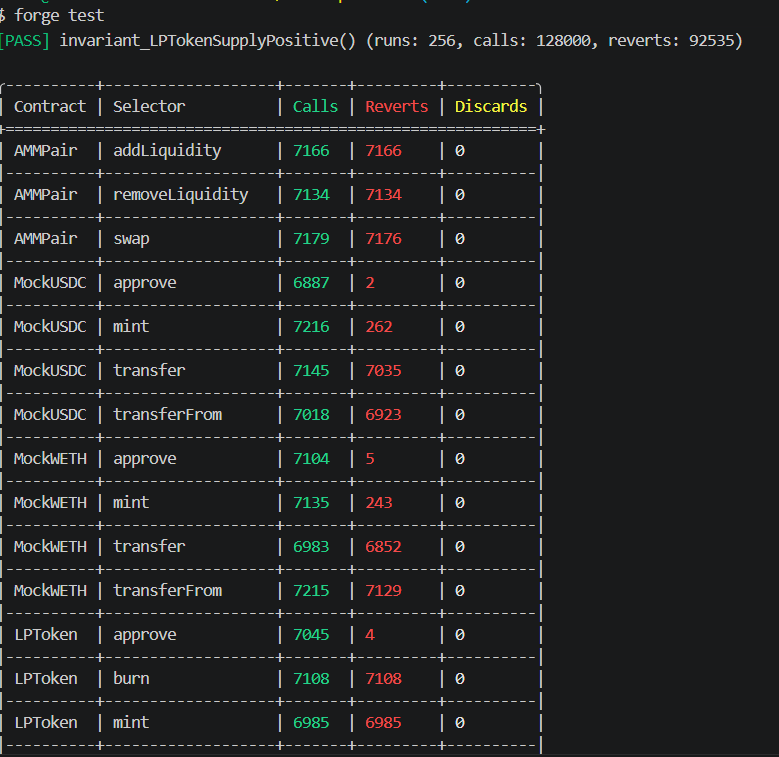 $ forge test
[PASS] invariant_LPTokenSupplyPositive() (runs: 256, calls: 128000, reverts: 92535)
| Contract | Selector | Calls | Reverts | Discards |
| AMMPair | addLiquidity | 7166 | 7166 | 0 |
| AMMPair | removeLiquidity | 7134 | 7134 | 0 |
| AMMPair | swap | 7179 | 7176 | 0 |
| MockUSDC | approve | 6887 | 2 | 0 |
| MockUSDC | mint | 7216 | 262 | 0 |
| MockUSDC | transfer | 7145 | 7035 | 0 |
| MockUSDC | transferFrom | 7018 | 6923 | 0 |
| MockWETH | approve | 7104 | 5 | 0 |
| MockWETH | mint | 7135 | 243 | 0 |
| MockWETH | transfer | 6983 | 6852 | 0 |
| MockWETH | transferFrom | 7215 | 7129 | 0 |
| LPToken | approve | 7045 | 4 | 0 |
| LPToken | burn | 7108 | 7108 | 0 |
| LPToken | mint | 6985 | 6985 | 0 |